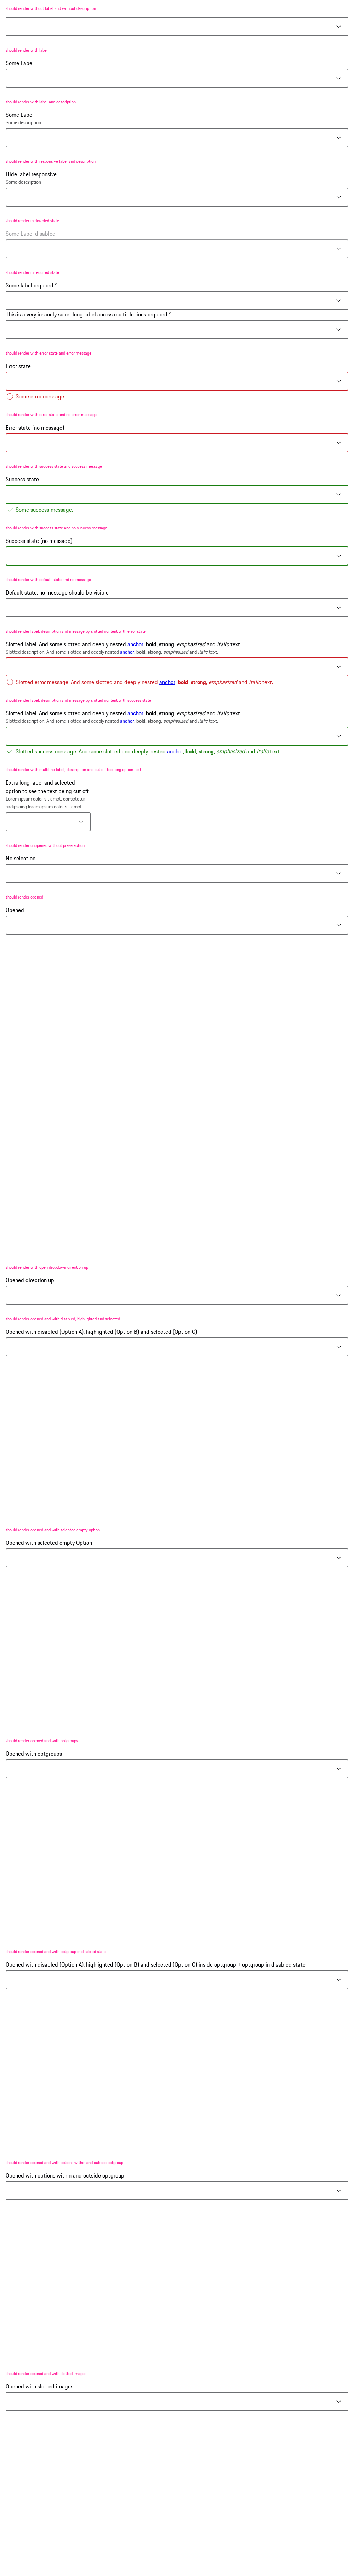 should render without label and without description
should render with label
Some Label
should render with label and description
Some Label
Some description
should render with responsive label and description
Hide label responsive
Some description
should render in disabled state
Some Label disabled
should render in required state
Some label required *
This is a very insanely super long label across multiple lines required *
should render with error state and error message
Error state
Some error message.
should render with error state and no error message
Error state (no message)
should render with success state and success message
Success state
Some success message.
should render with success state and no success message
Success state (no message)
should render with default state and no message
Default state, no message should be visible
should render label, description and message by slotted content with error state
Slotted label. And some slotted and deeply nested anchor, bold, strong, emphasized and italic text.
Slotted description. And some slotted and deeply nested anchor, bold, strong, emphasized and italic text.
Slotted error message. And some slotted and deeply nested anchor, bold, strong, emphasized and italic text.
should render label, description and message by slotted content with success state
Slotted label. And some slotted and deeply nested anchor, bold, strong, emphasized and italic text.
Slotted description. And some slotted and deeply nested anchor, bold, strong, emphasized and italic text.
Slotted success message. And some slotted and deeply nested anchor, bold, strong, emphasized and italic text.
should render with multiline label, description and cut off too long option text
Extra long label and selected
option to see the text being cut off
Lorem ipsum dolor sit amet, consetetur
sadipscing lorem ipsum dolor sit amet
should render unopened without preselection
No selection
should render opened
Opened
should render with open dropdown direction up
Opened direction up
should render opened and with disabled, highlighted and selected
Opened with disabled (Option A), highlighted (Option B) and selected (Option C)
should render opened and with selected empty option
Opened with selected empty Option
should render opened and with optgroups
Opened with optgroups
should render opened and with optgroup in disabled state
Opened with disabled (Option A), highlighted (Option B) and selected (Option C) inside optgroup + optgroup in disabled state
should render opened and with options within and outside optgroup
Opened with options within and outside optgroup
should render opened and with slotted images
Opened with slotted images